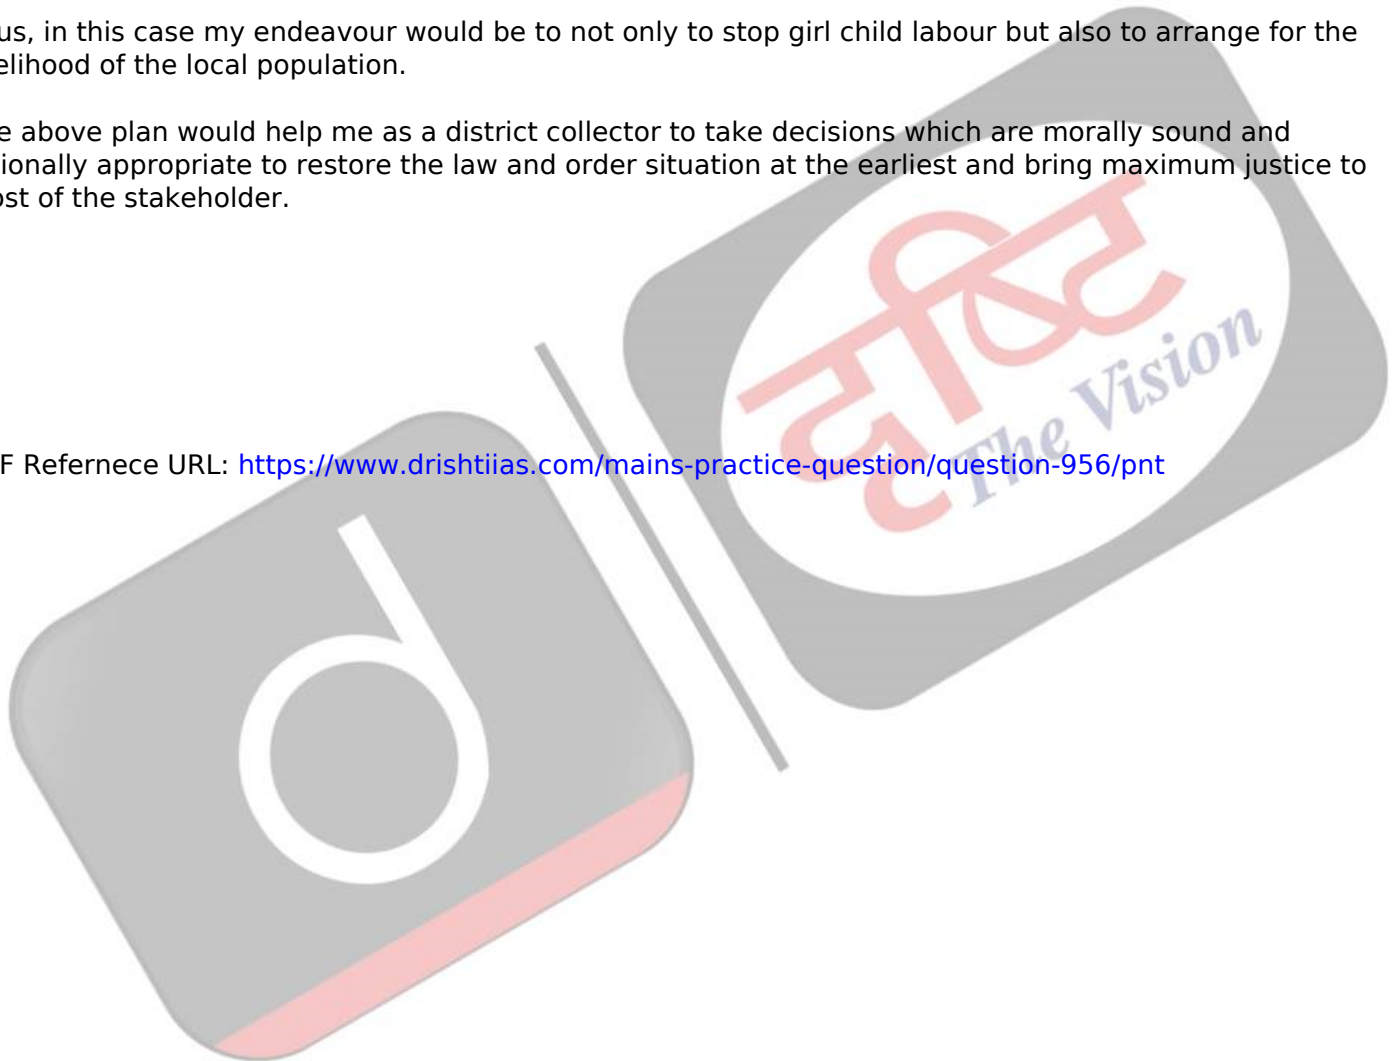 us, in this case my endeavour would be to not only to stop girl child labour but also to arrange for the
elihood of the local population.
e above plan would help me as a district collector to take decisions which are morally sound and
ionally appropriate to restore the law and order situation at the earliest and bring maximum justice to
ost of the stakeholder.
दृष्टि
The Vision
F Refernece URL: https://www.drishtiias.com/mains-practice-question/question-956/pnt
d